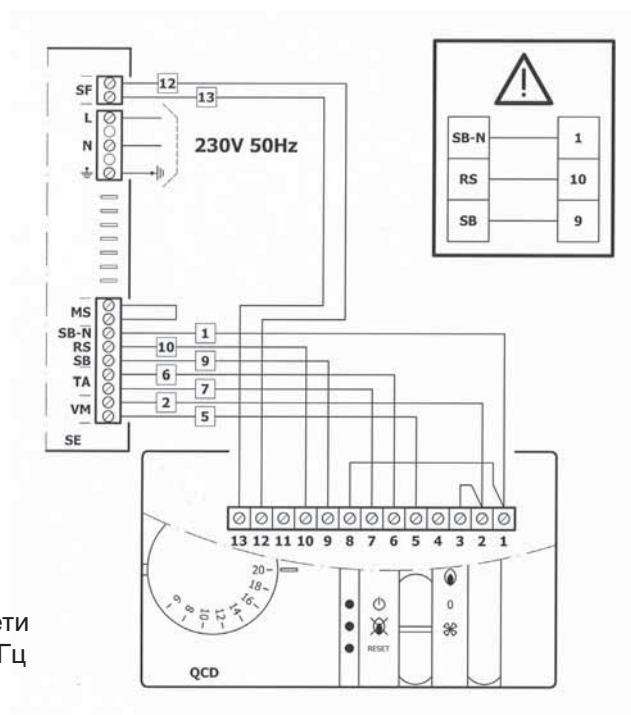 SF
12
13
L
N
230V 50Hz
SB-N 1
RS 10
SB 9
MS
SB-N
RS
SB
TA
VM
SE
1
10
9
6
7
2
5
13 12 11 10 9 8 7 6 5 4 3 2 1
20
18
16
14
12
10
8
6
0
RESET
QCD
ети
Гц